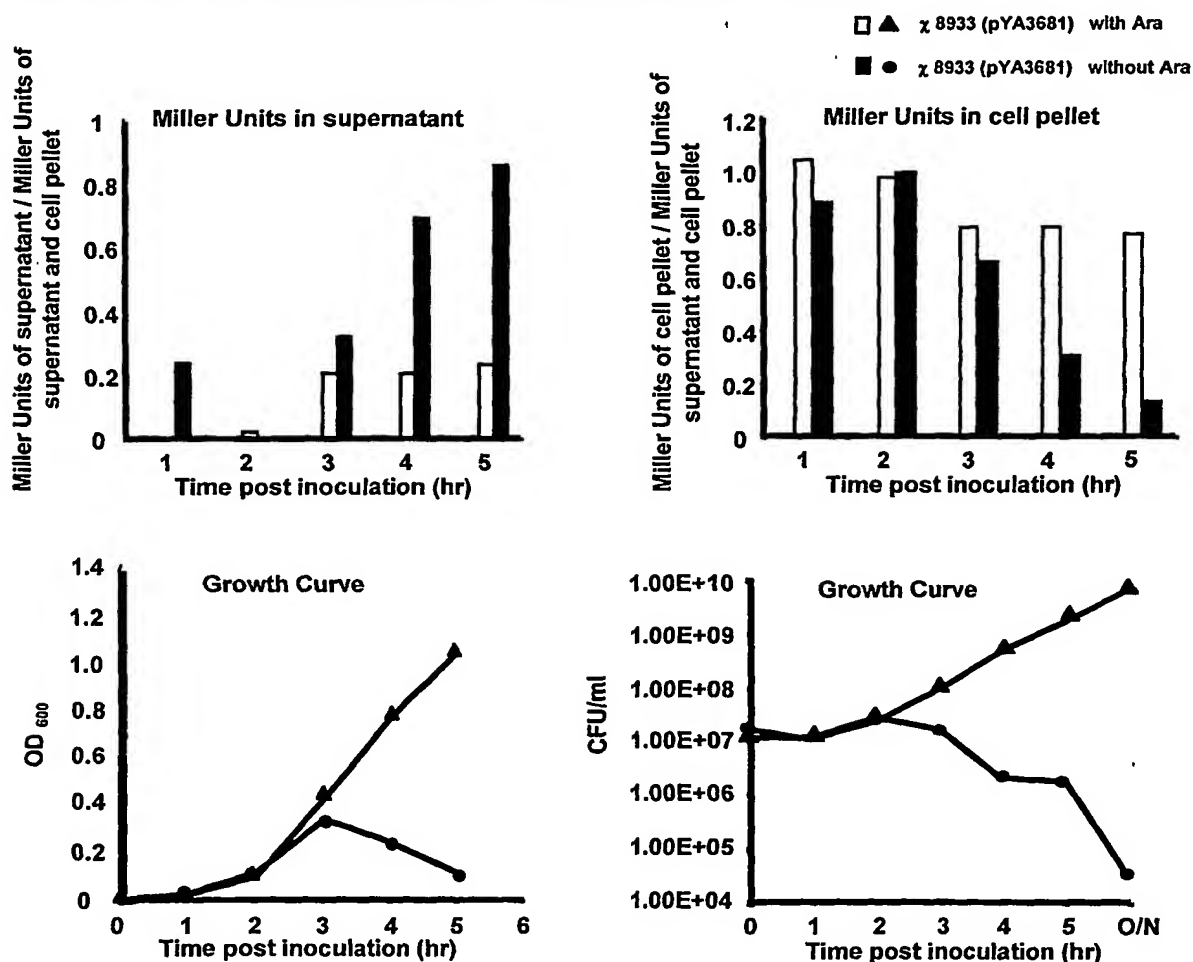 χ 8933 (pYA3681) with Ara
χ 8933 (pYA3681) without Ara
Miller Units in supernatant
Miller Units of supernatant / Miller Units of
supernatant and cell pellet
1
0.8
0.6
0.4
0.2
0
1 2 3 4 5
Time post inoculation (hr)
Miller Units in cell pellet
Miller Units of cell pellet / Miller Units of
supernatant and cell pellet
1.2
1.0
0.8
0.6
0.4
0.2
0
1 2 3 4 5
Time post inoculation (hr)
Growth Curve
OD 600
1.4
1.2
1.0
0.8
0.6
0.4
0.2
0
0 1 2 3 4 5 6
Time post inoculation (hr)
Growth Curve
CFU/ml
1.00E+10
1.00E+09
1.00E+08
1.00E+07
1.00E+06
1.00E+05
1.00E+04
0 1 2 3 4 5 O/N
Time post inoculation (hr)